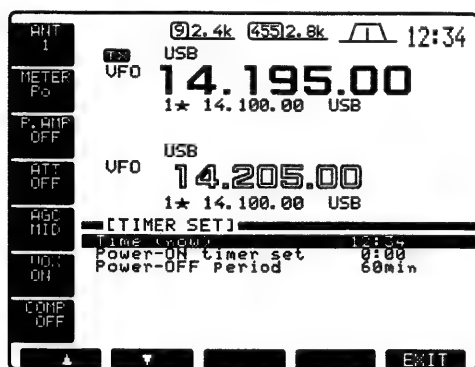 ANT
1
METER
Po
P.AMP
OFF
ATT
OFF
AGC
MID
VOX
ON
COMP
OFF
9 2.4k 455 2.8k 12:34
TX USB
VFO 14.195.00
1★ 14.100.00 USB
USB
VFO 14.205.00
1★ 14.100.00 USB
[TIMER SET]
Time (now) 12:34
Power-ON timer set 0:00
Power-OFF Period 60min
EXIT